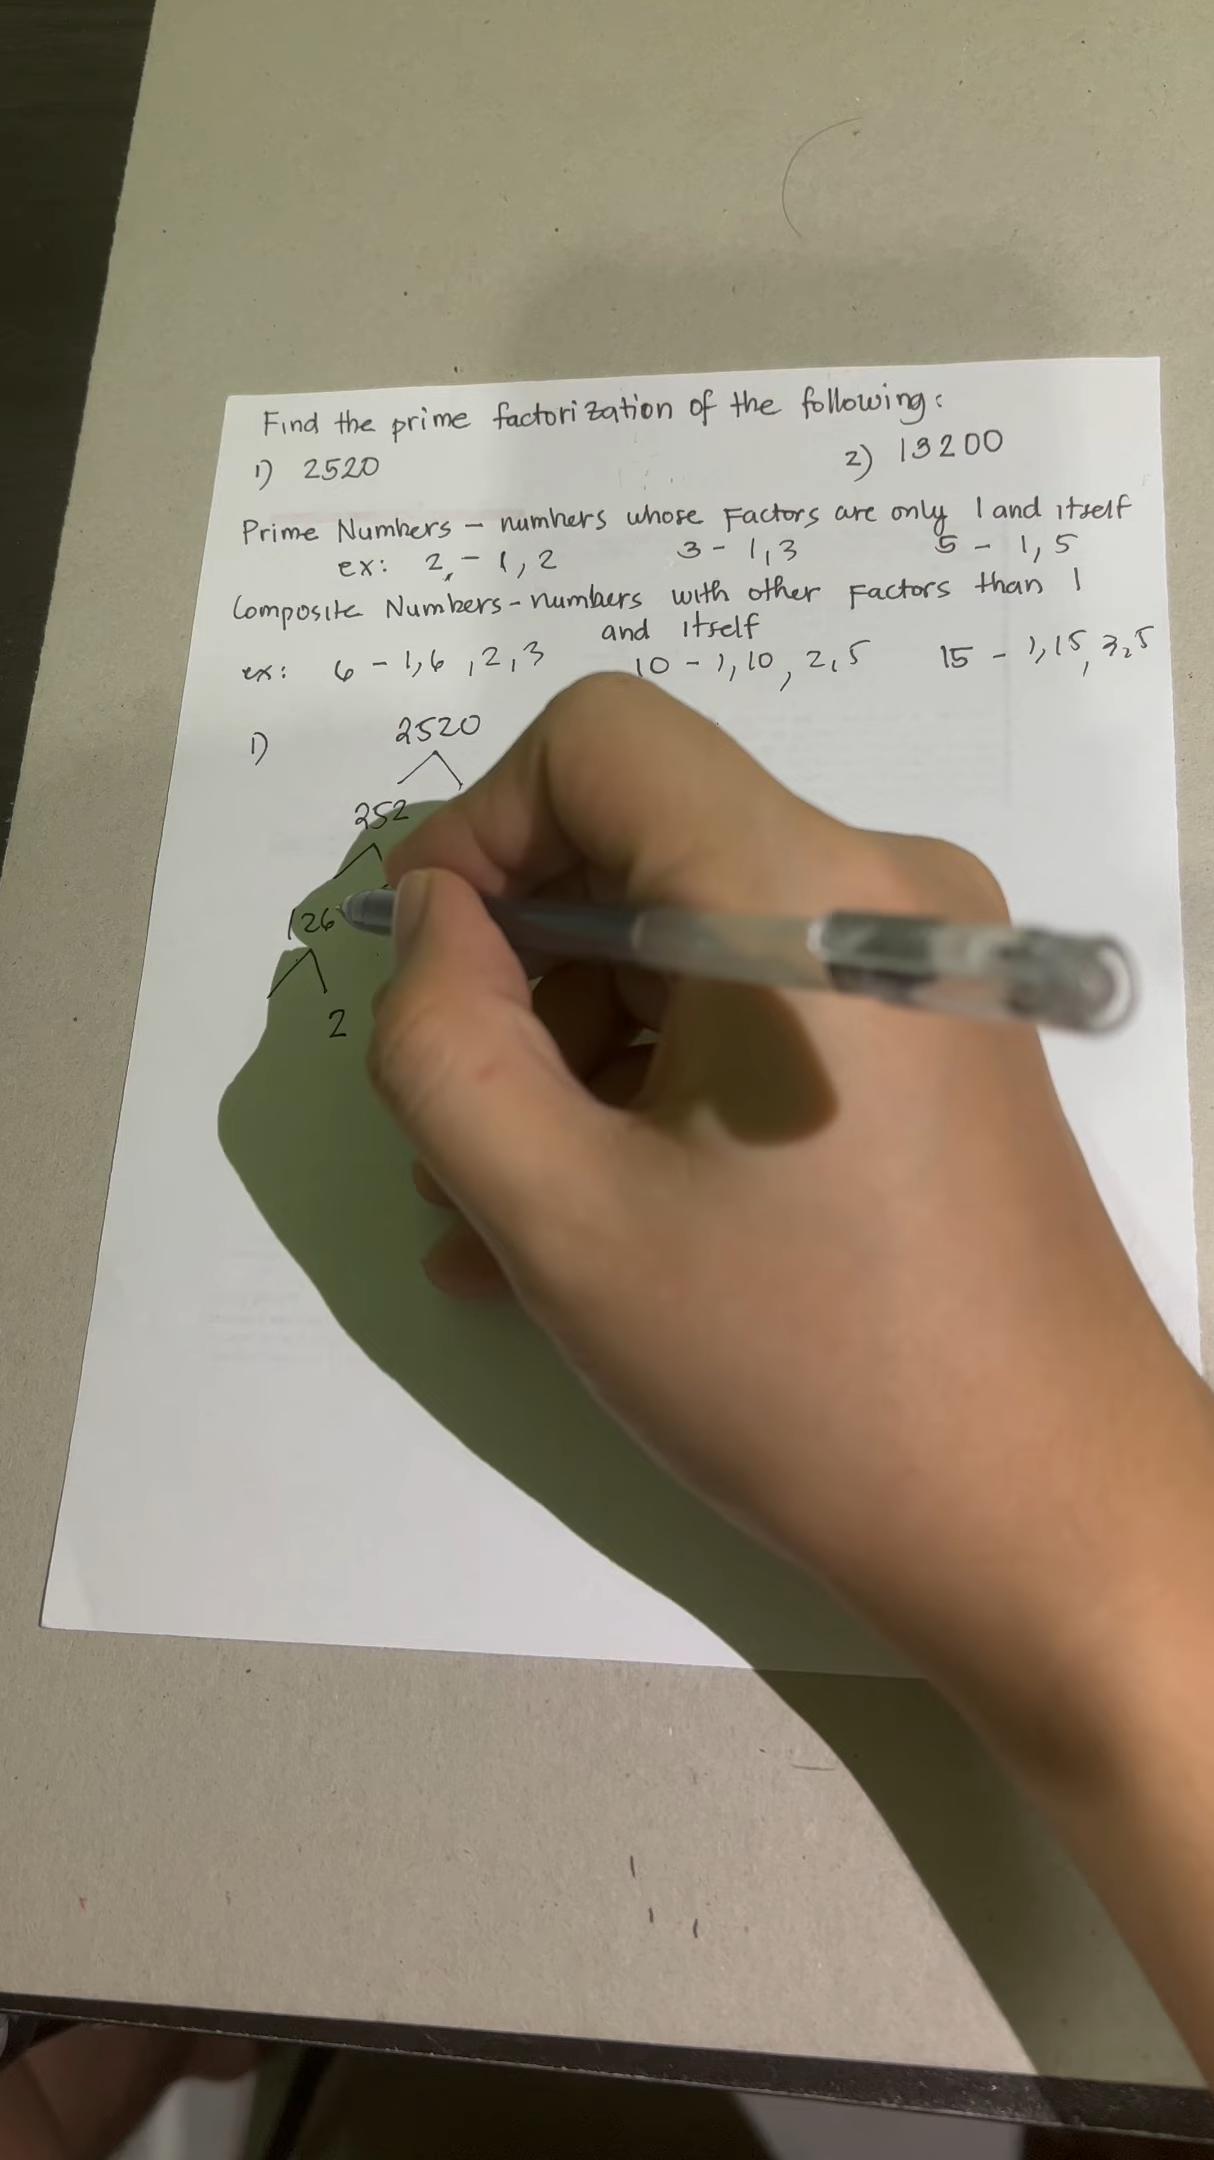 Find the prime factorization of the following:
1) 2520 2) 13200
Prime Numbers - numbers whose Factors are only 1 and itself
ex: 2 - 1, 2 3 - 1, 3 5 - 1, 5
Composite Numbers - numbers with other Factors than 1
and itself
ex: 6 - 1, 6, 2, 3 10 - 1, 10, 2, 5 15 - 1, 15, 3, 5
1) 2520
252
126
2